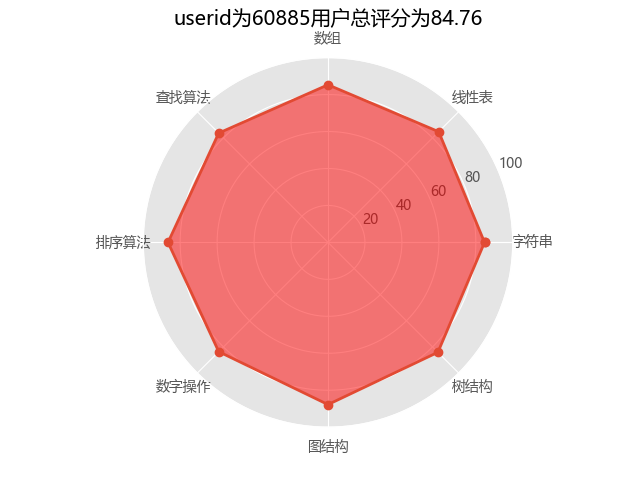 userid为60885用户总评分为84.76
数组
查找算法
线性表
100
80
60
40
20
排序算法
字符串
数字操作
树结构
图结构